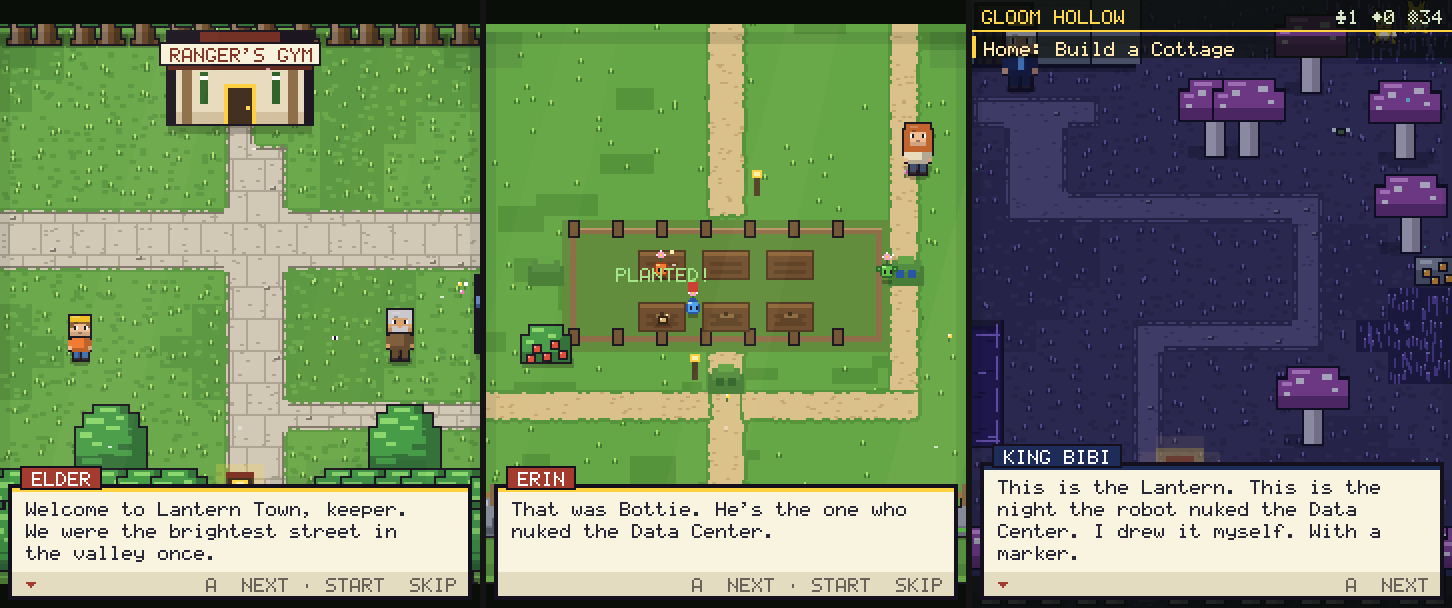 RANGER'S GYM
ELDER
Welcome to Lantern Town, keeper.
We were the brightest street in
the valley once.
A NEXT · START SKIP
PLANTED!
ERIN
That was Bottie. He's the one who
nuked the Data Center.
A NEXT · START SKIP
GLOOM HOLLOW
1 0 34
Home: Build a Cottage
KING BIBI
This is the Lantern. This is the
night the robot nuked the Data
Center. I drew it myself. With a
marker.
A NEXT